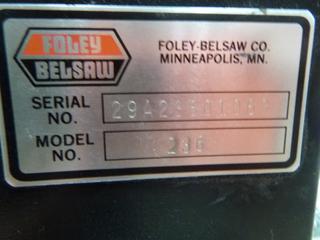 FOLEY
BELSAW
FOLEY-BELSAW CO.
MINNEAPOLIS, MN.
SERIAL
NO.
MODEL
NO.